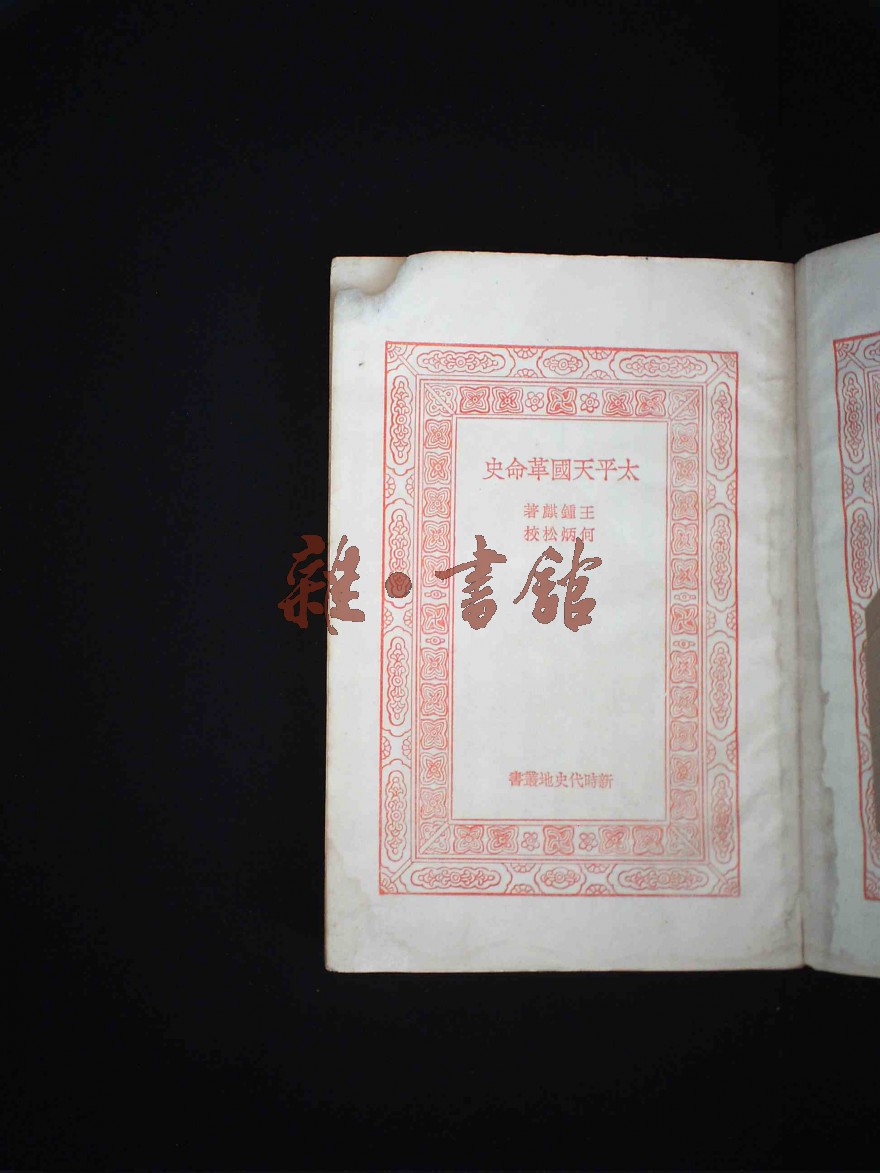 太平天國革命史
王鍾麒著
何炳松校
雜·書館
新時代史地叢書